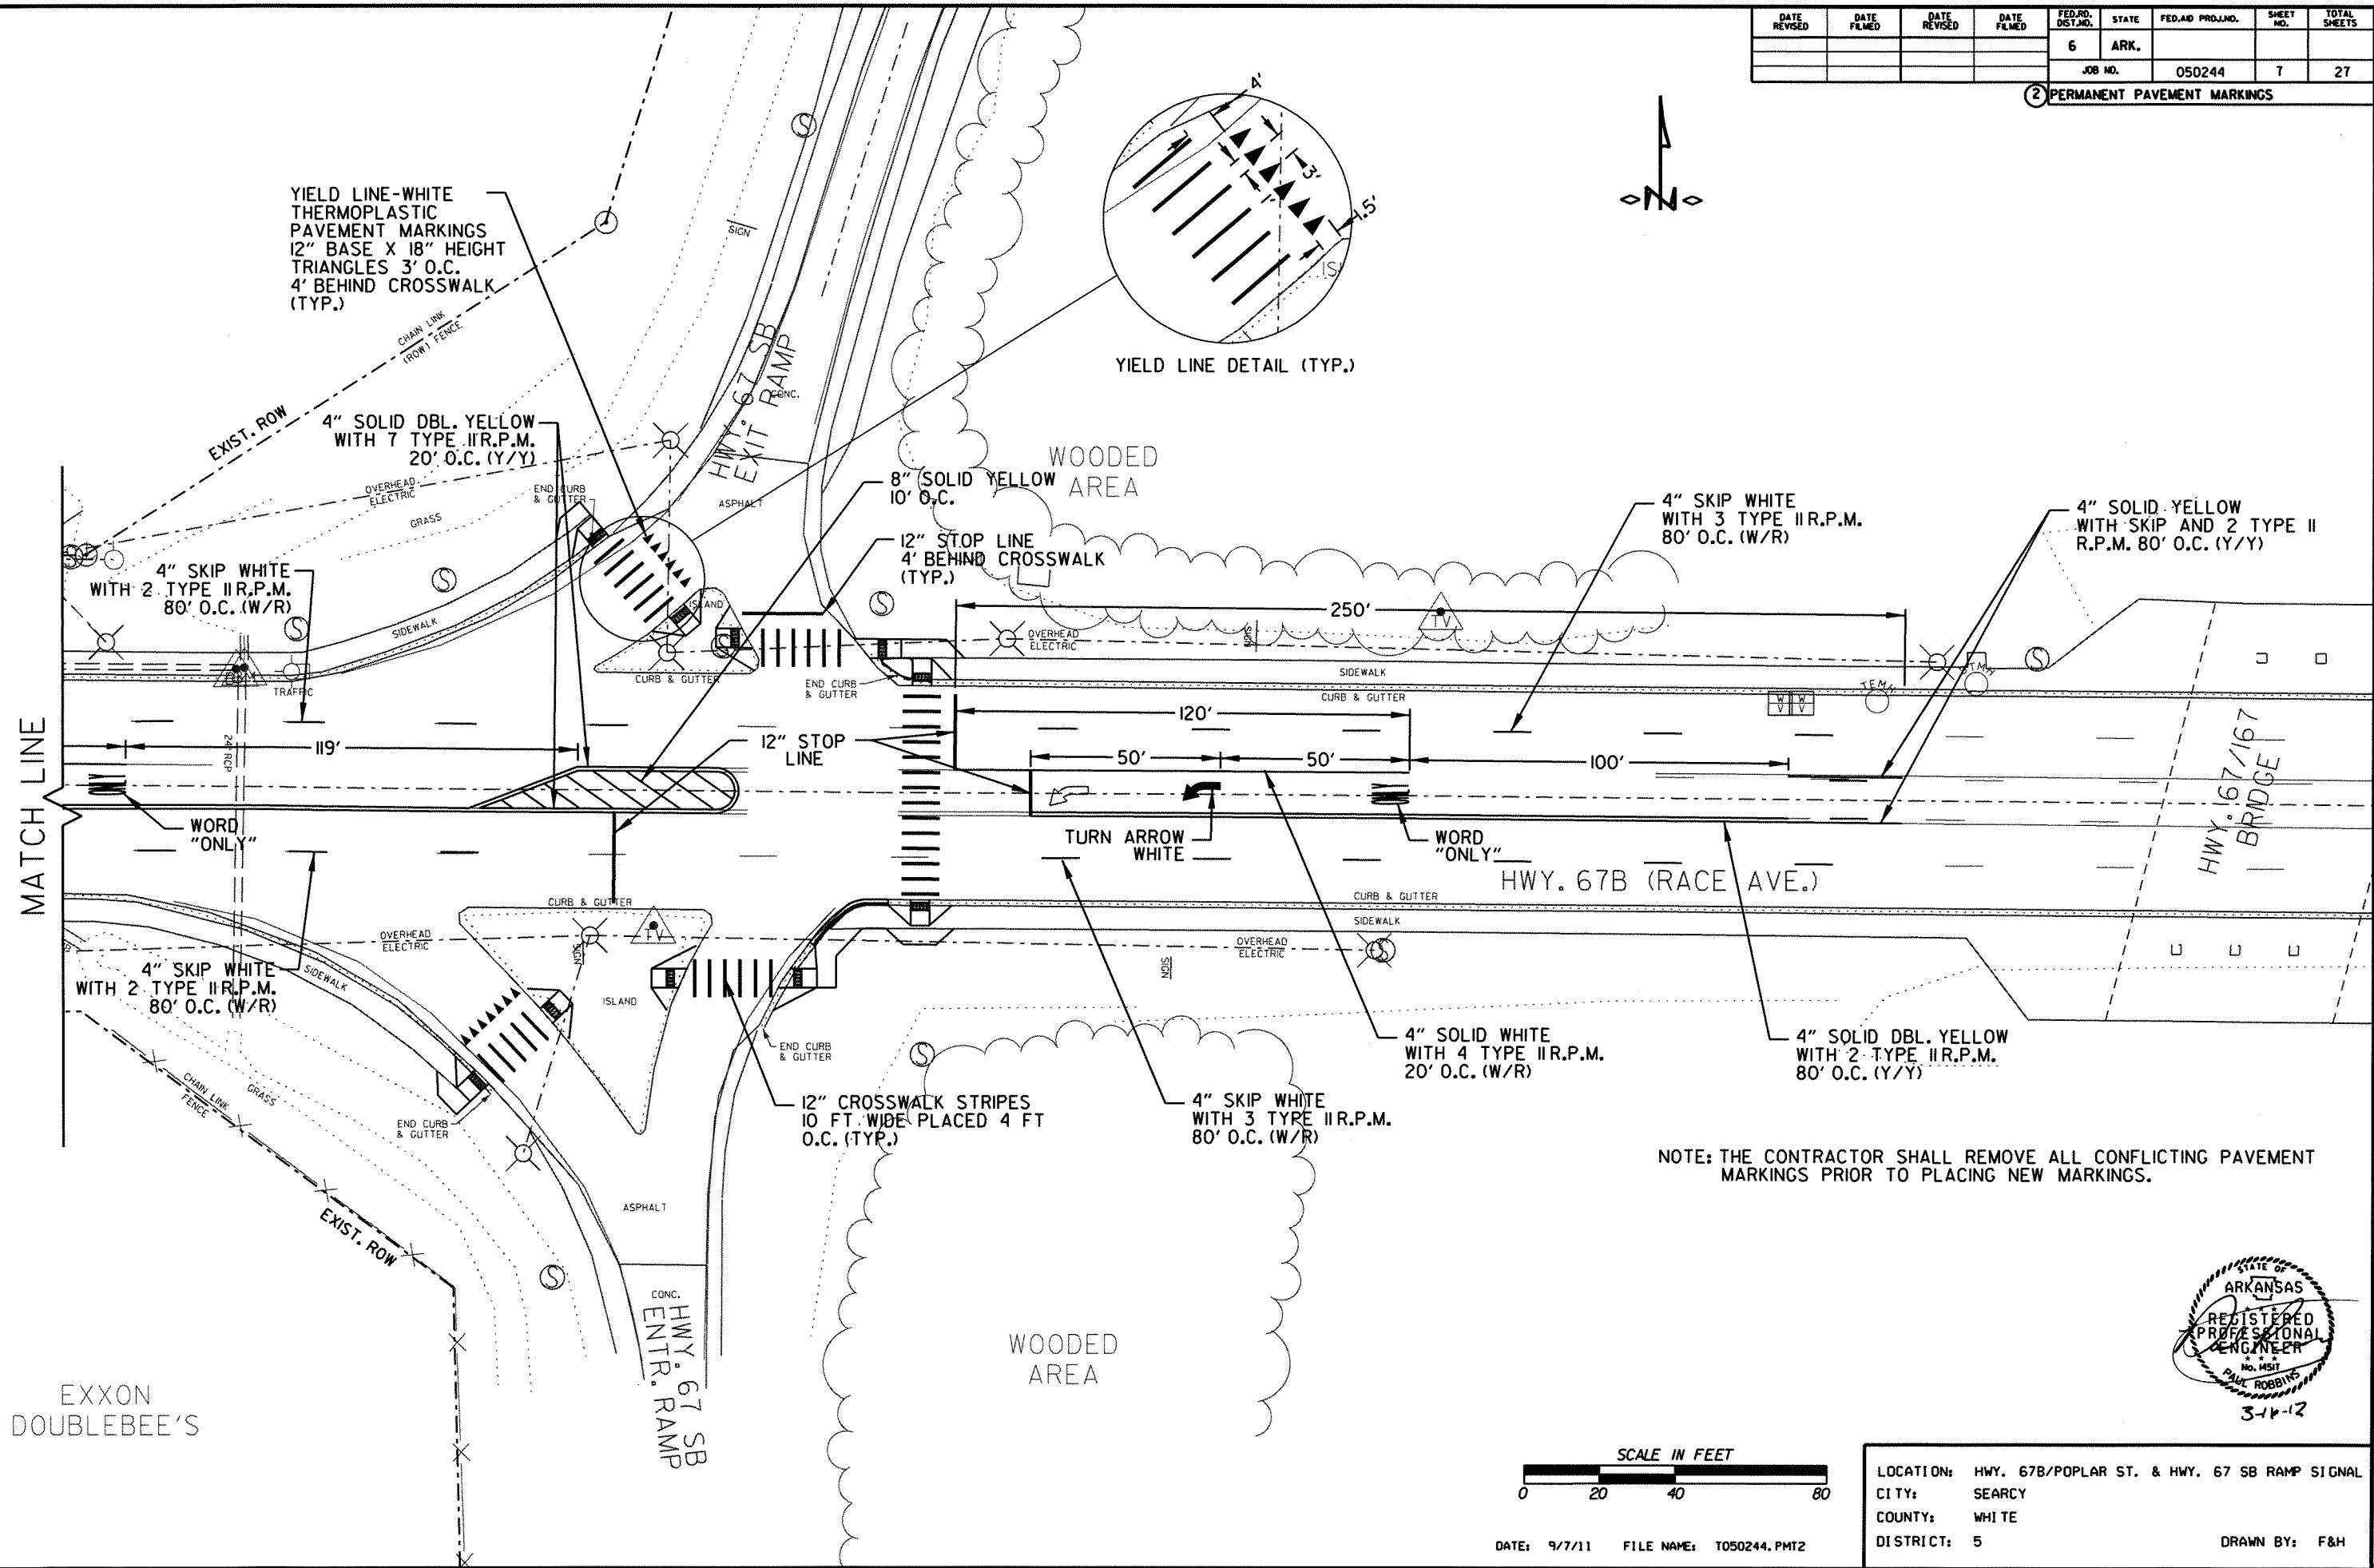 DATE REVISED
DATE FILMED
DATE REVISED
DATE FILMED
FED.RD. DIST.NO.
STATE
FED.AID PROJ.NO.
SHEET NO.
TOTAL SHEETS
6
ARK.
JOB NO.
050244
7
27
2
PERMANENT PAVEMENT MARKINGS
YIELD LINE-WHITE
THERMOPLASTIC
PAVEMENT MARKINGS
12" BASE X 18" HEIGHT
TRIANGLES 3' O.C.
4' BEHIND CROSSWALK
(TYP.)
SIGN
4'
3'
1'
1.5'
IS
N
YIELD LINE DETAIL (TYP.)
CHAIN LINK
(ROW) FENCE
EXIST. ROW
HWY. 67 SB
EXIT RAMP
CONC.
4" SOLID DBL. YELLOW
WITH 7 TYPE II R.P.M.
20' O.C. (Y/Y)
OVERHEAD
ELECTRIC
END CURB
& GUTTER
GRASS
ASPHALT
8" SOLID YELLOW
10' O.C.
WOODED
AREA
12" STOP LINE
4' BEHIND CROSSWALK
(TYP.)
4" SKIP WHITE
WITH 3 TYPE II R.P.M.
80' O.C. (W/R)
4" SOLID YELLOW
WITH SKIP AND 2 TYPE II
R.P.M. 80' O.C. (Y/Y)
4" SKIP WHITE
WITH 2 TYPE II R.P.M.
80' O.C. (W/R)
SIDEWALK
ISLAND
S
S
S
S
S
S
250'
TV
OVERHEAD
ELECTRIC
SIGN
SIDEWALK
CURB & GUTTER
END CURB
& GUTTER
CURB & GUTTER
TRAFFIC
TEMH
TMH
W
V
W
V
24" RCP
119'
12" STOP
LINE
120'
50'
50'
100'
MATCH LINE
ONLY
WORD
"ONLY"
TURN ARROW
WHITE
ONLY
WORD
"ONLY"
HWY. 67B (RACE AVE.)
HWY. 67/167
BRIDGE
CURB & GUTTER
SIDEWALK
CURB & GUTTER
OVERHEAD
ELECTRIC
TV
SIGN
OVERHEAD
ELECTRIC
SIGN
S
4" SKIP WHITE
WITH 2 TYPE II R.P.M.
80' O.C. (W/R)
SIDEWALK
ISLAND
END CURB
& GUTTER
S
4" SOLID WHITE
WITH 4 TYPE II R.P.M.
20' O.C. (W/R)
4" SOLID DBL. YELLOW
WITH 2 TYPE II R.P.M.
80' O.C. (Y/Y)
CHAIN LINK
FENCE
GRASS
END CURB
& GUTTER
12" CROSSWALK STRIPES
10 FT. WIDE PLACED 4 FT
O.C. (TYP.)
4" SKIP WHITE
WITH 3 TYPE II R.P.M.
80' O.C. (W/R)
NOTE: THE CONTRACTOR SHALL REMOVE ALL CONFLICTING PAVEMENT
MARKINGS PRIOR TO PLACING NEW MARKINGS.
EXIST. ROW
ASPHALT
S
CONC.
HWY. 67 SB
ENTR. RAMP
WOODED
AREA
EXXON
DOUBLEBEE'S
STATE OF
ARKANSAS
REGISTERED
PROFESSIONAL
ENGINEER
No. 14517
PAUL ROBBINS
3-16-12
SCALE IN FEET
0 20 40 80
DATE: 9/7/11 FILE NAME: T050244.PMT2
LOCATION: HWY. 67B/POPLAR ST. & HWY. 67 SB RAMP SIGNAL
CITY: SEARCY
COUNTY: WHITE
DISTRICT: 5 DRAWN BY: F&H